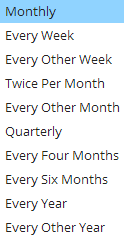 Monthly
Every Week
Every Other Week
Twice Per Month
Every Other Month
Quarterly
Every Four Months
Every Six Months
Every Year
Every Other Year